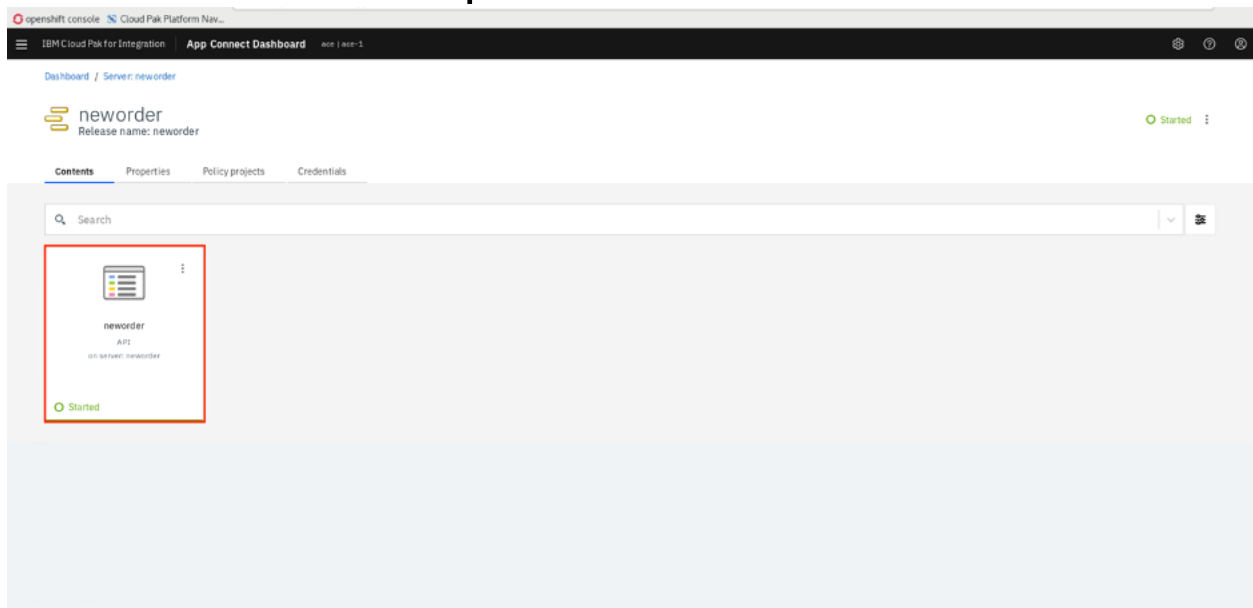 openshift console Cloud Pak Platform Nav...
IBM Cloud Pak for Integration App Connect Dashboard ace | ace-1
Dashboard / Server: neworder
neworder
Release name: neworder
Started
Contents Properties Policy projects Credentials
Search
neworder
API
on server: neworder
Started